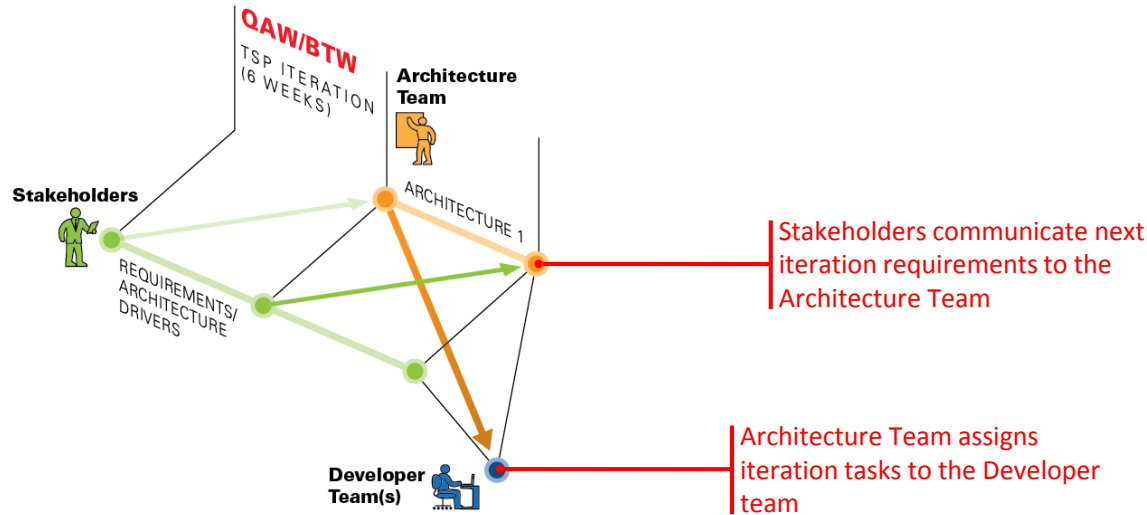 QAW/BTW
TSP ITERATION
(6 WEEKS)
Architecture
Team
Stakeholders
ARCHITECTURE 1
REQUIREMENTS/
ARCHITECTURE
DRIVERS
Stakeholders communicate next
iteration requirements to the
Architecture Team
Developer
Team(s)
Architecture Team assigns
iteration tasks to the Developer
team